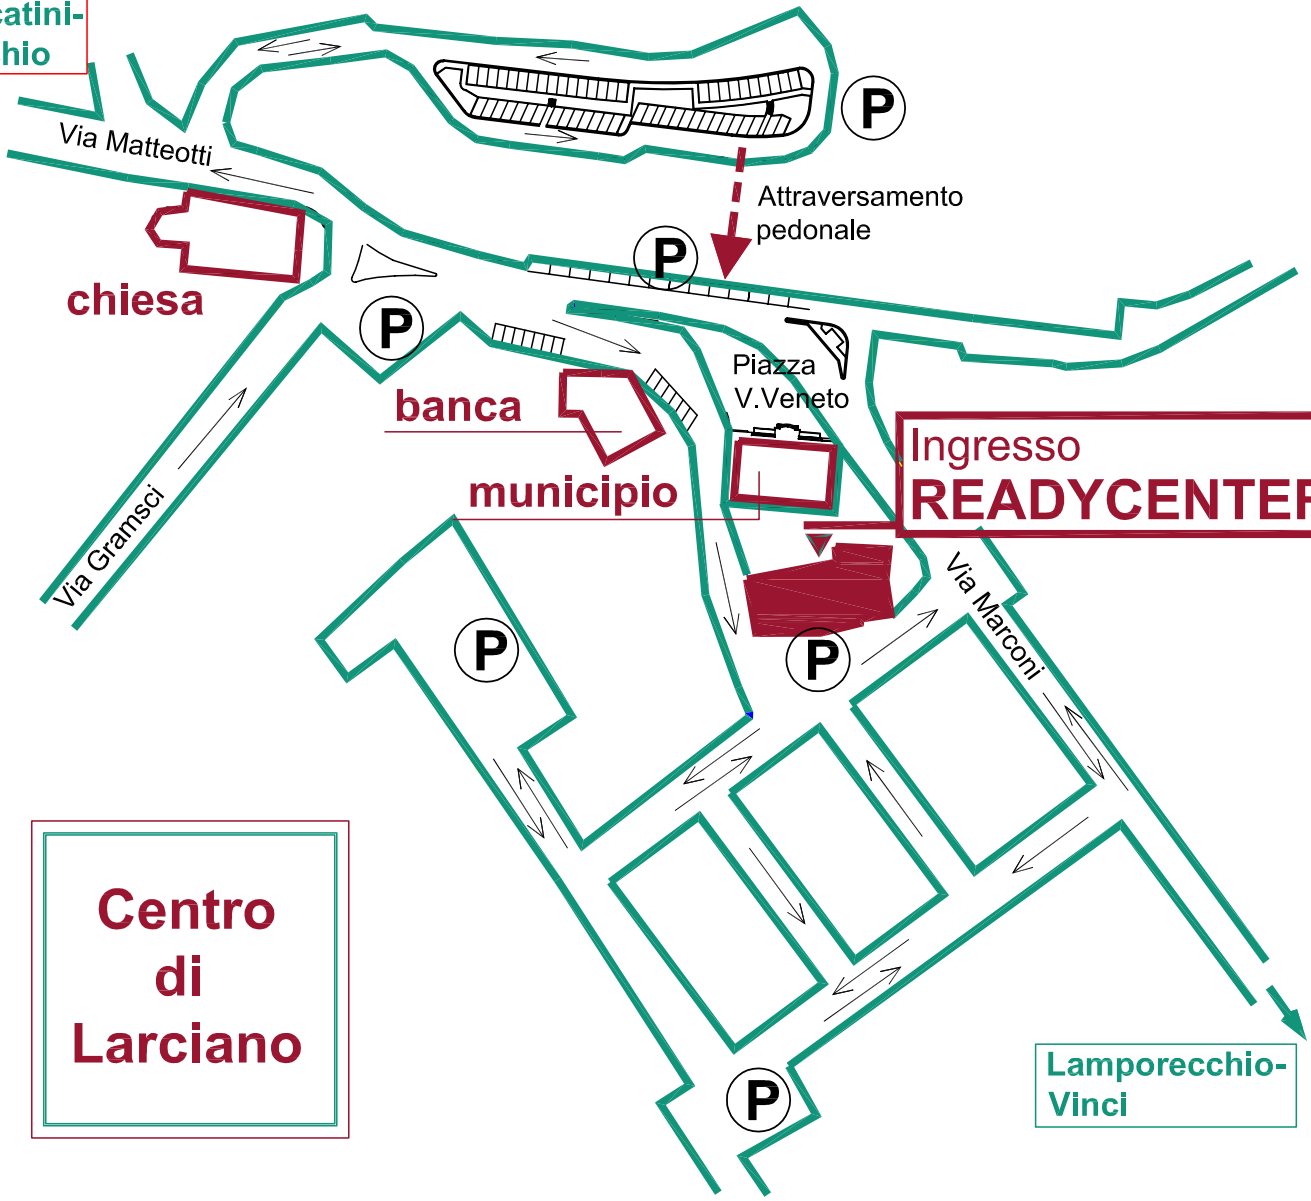 catini-
hio
P
Via Matteotti
Attraversamento
pedonale
P
chiesa
P
Piazza
V.Veneto
banca
Ingresso
READYCENTER
municipio
Via Gramsci
Via Marconi
P
P
Centro
di
Larciano
Lamporecchio-
Vinci
P